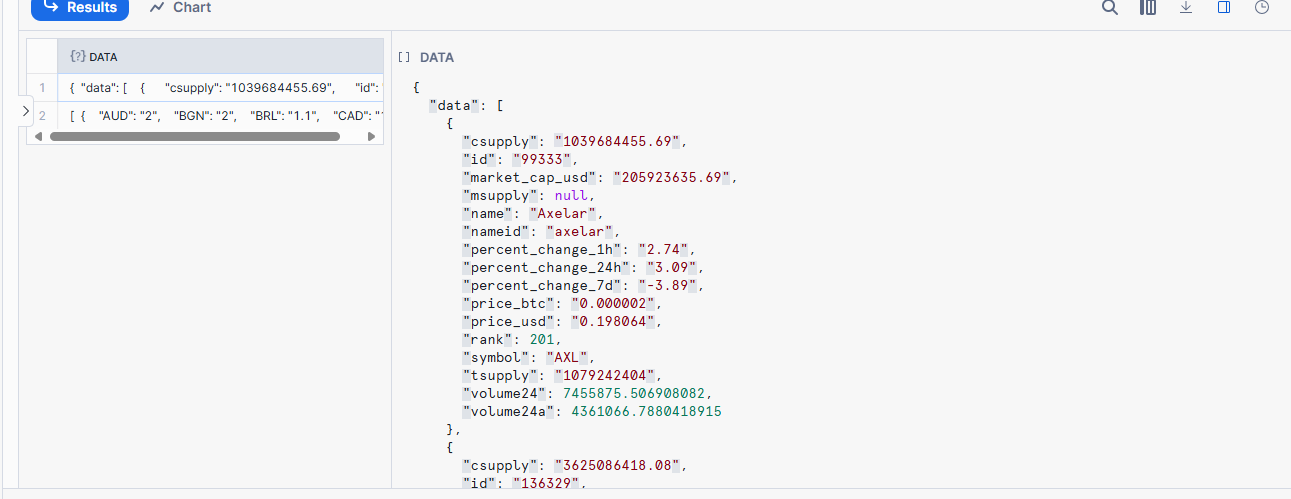 Results Chart
{?} DATA
1 { "data": [ { "csupply": "1039684455.69", "id":
2 [ { "AUD": "2", "BGN": "2", "BRL": "1.1", "CAD":
[] DATA
{
"data": [
{
"csupply": "1039684455.69",
"id": "99333",
"market_cap_usd": "205923635.69",
"msupply": null,
"name": "Axelar",
"nameid": "axelar",
"percent_change_1h": "2.74",
"percent_change_24h": "3.09",
"percent_change_7d": "-3.89",
"price_btc": "0.000002",
"price_usd": "0.198064",
"rank": 201,
"symbol": "AXL",
"tsupply": "1079242404",
"volume24": 7455875.506908082,
"volume24a": 4361066.7880418915
},
{
"csupply": "3625086418.08",
"id": "136329",